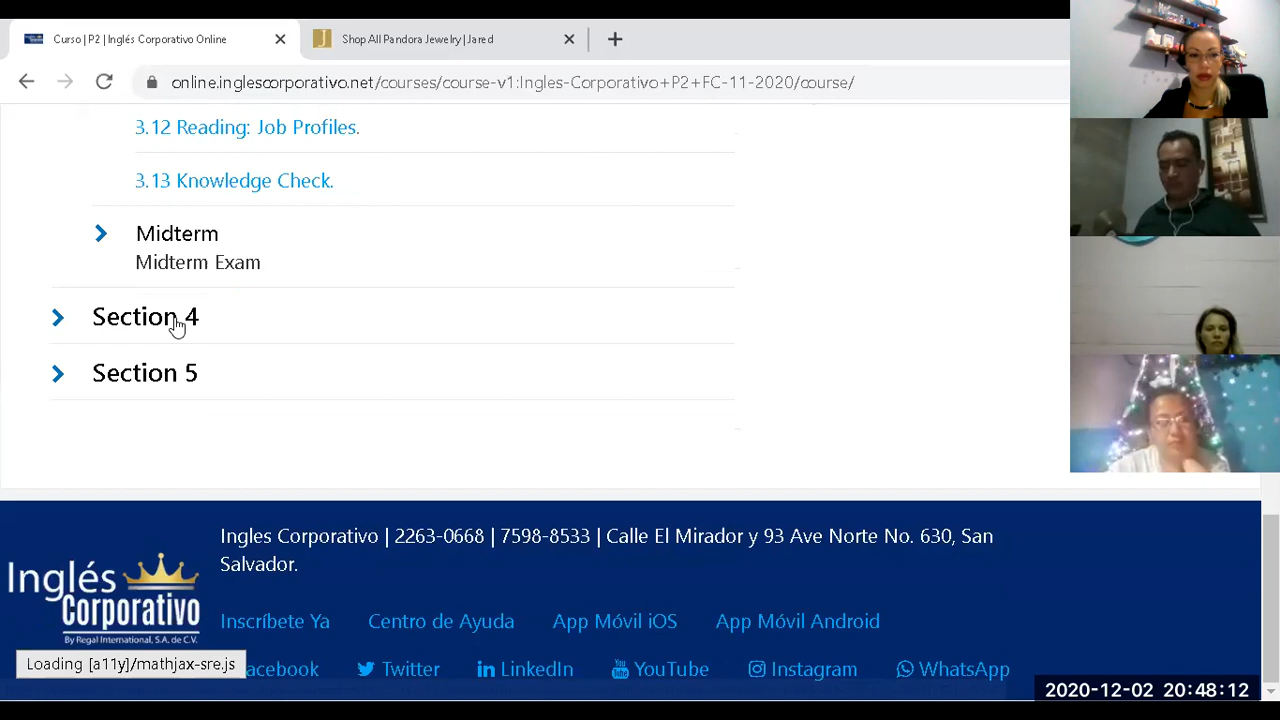 Curso | P2 | Inglés Corporativo Online
Shop All Pandora Jewelry | Jared
online.inglescorporativo.net/courses/course-v1:Ingles-Corporativo+P2+FC-11-2020/course/
3.12 Reading: Job Profiles.
3.13 Knowledge Check.
Midterm
Midterm Exam
Section 4
Section 5
Ingles Corporativo | 2263-0668 | 7598-8533 | Calle El Mirador y 93 Ave Norte No. 630, San
Salvador.
Inglés
Corporativo
By Regal International, S.A. de C.V.
Inscríbete Ya Centro de Ayuda App Móvil iOS App Móvil Android
Loading [a11y]/mathjax-sre.js
acebook Twitter LinkedIn YouTube Instagram WhatsApp
2020-12-02 20:48:12